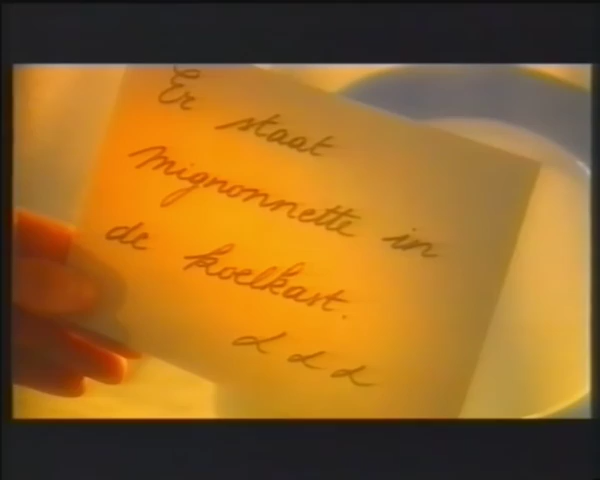 Er staat
mignonnette in
de koelkast.